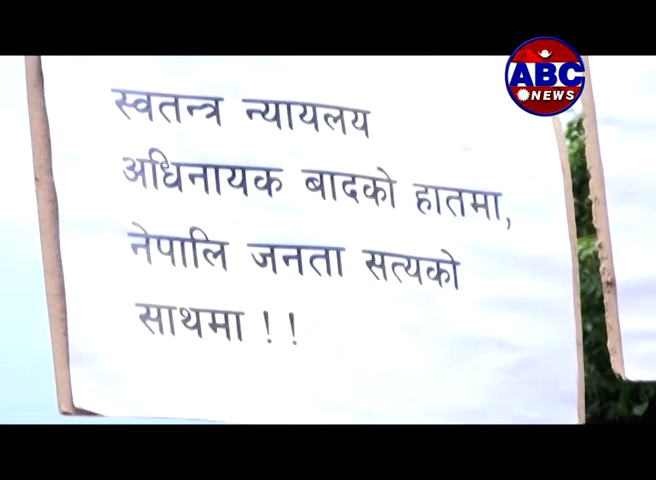 ABC
NEWS
स्वतन्त्र न्यायलय
अधिनायक बादको हातमा,
नेपालि जनता सत्यको
साथमा !!